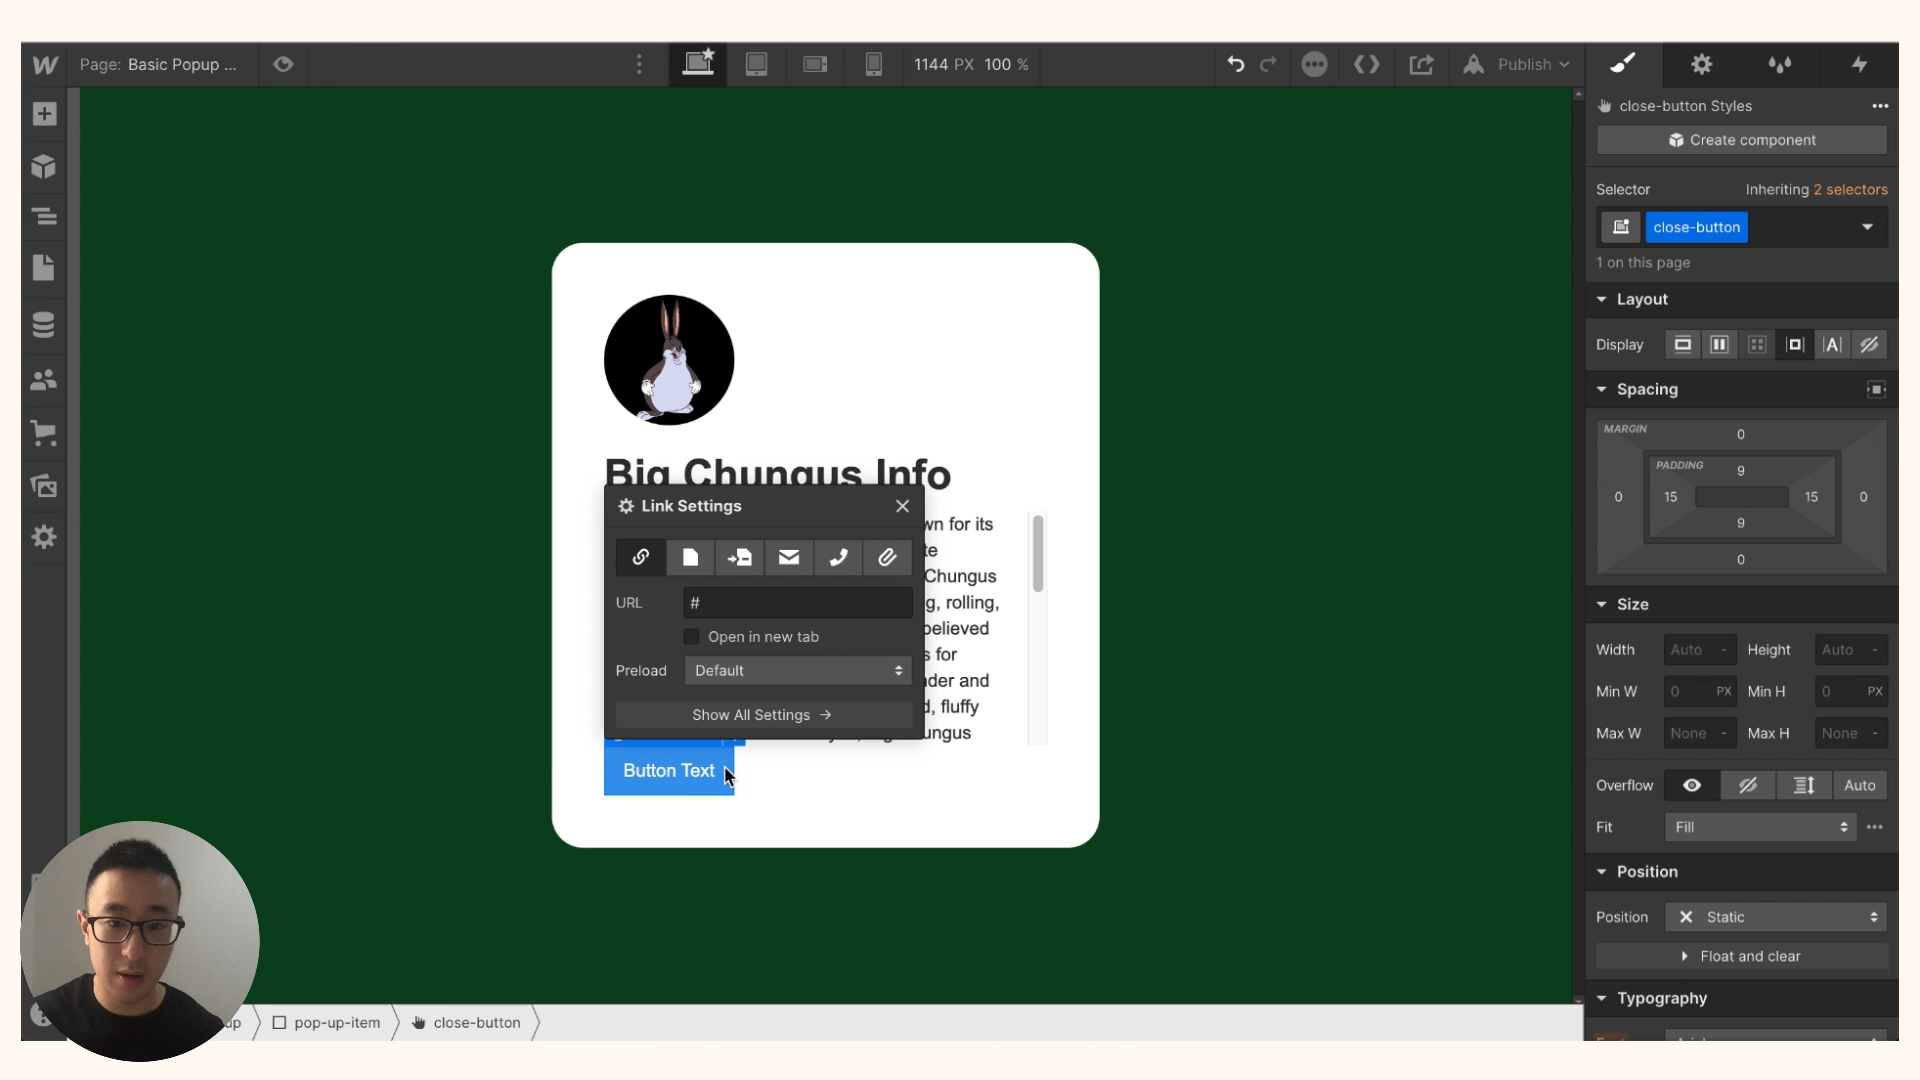 Page: Basic Popup ...
1144 PX 100 %
Publish
close-button Styles
Create component
Selector
Inheriting 2 selectors
close-button
1 on this page
Layout
Display
Spacing
MARGIN
0
PADDING
9
0
15
15
0
9
0
Size
Width
Auto -
Height
Auto -
Min W
0 PX
Min H
0 PX
Max W
None -
Max H
None -
Overflow
Auto
Fit
Fill
Position
Position
Static
Float and clear
Typography
Big Chungus Info
Link Settings
wn for its
te
Chungus
g, rolling,
believed
s for
nder and
d, fluffy
ungus
URL
#
Open in new tab
Preload
Default
Show All Settings
Button Text
up
pop-up-item
close-button